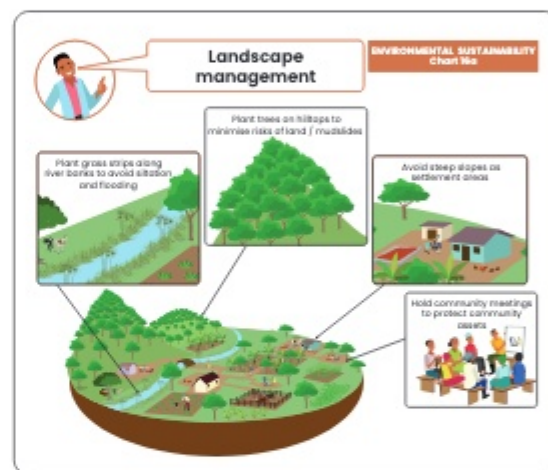 Landscape
management
ENVIRONMENTAL SUSTAINABILITY
Chart 16a
Plant trees on hilltops to
minimise risks of land / mudslides
Plant grass strips along
river banks to avoid siltation
and flooding
Avoid steep slopes as
settlement areas
Hold community meetings
to protect community
assets